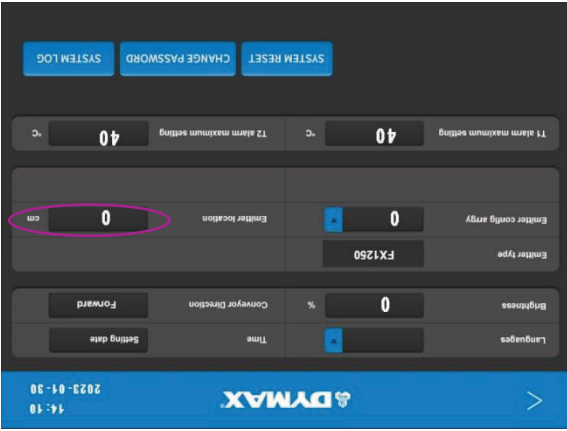 DYMAX
14:10
2023-01-30
Languages
Time
Setting date
Brightness
0
%
Conveyor Direction
Forward
Emitter type
FX1250
Emitter config argy
0
Emitter location
0
cm
T1 alarm maximum setting
40
°C
T2 alarm maximum setting
40
°C
SYSTEM RESET
CHANGE PASSWORD
SYSTEM LOG